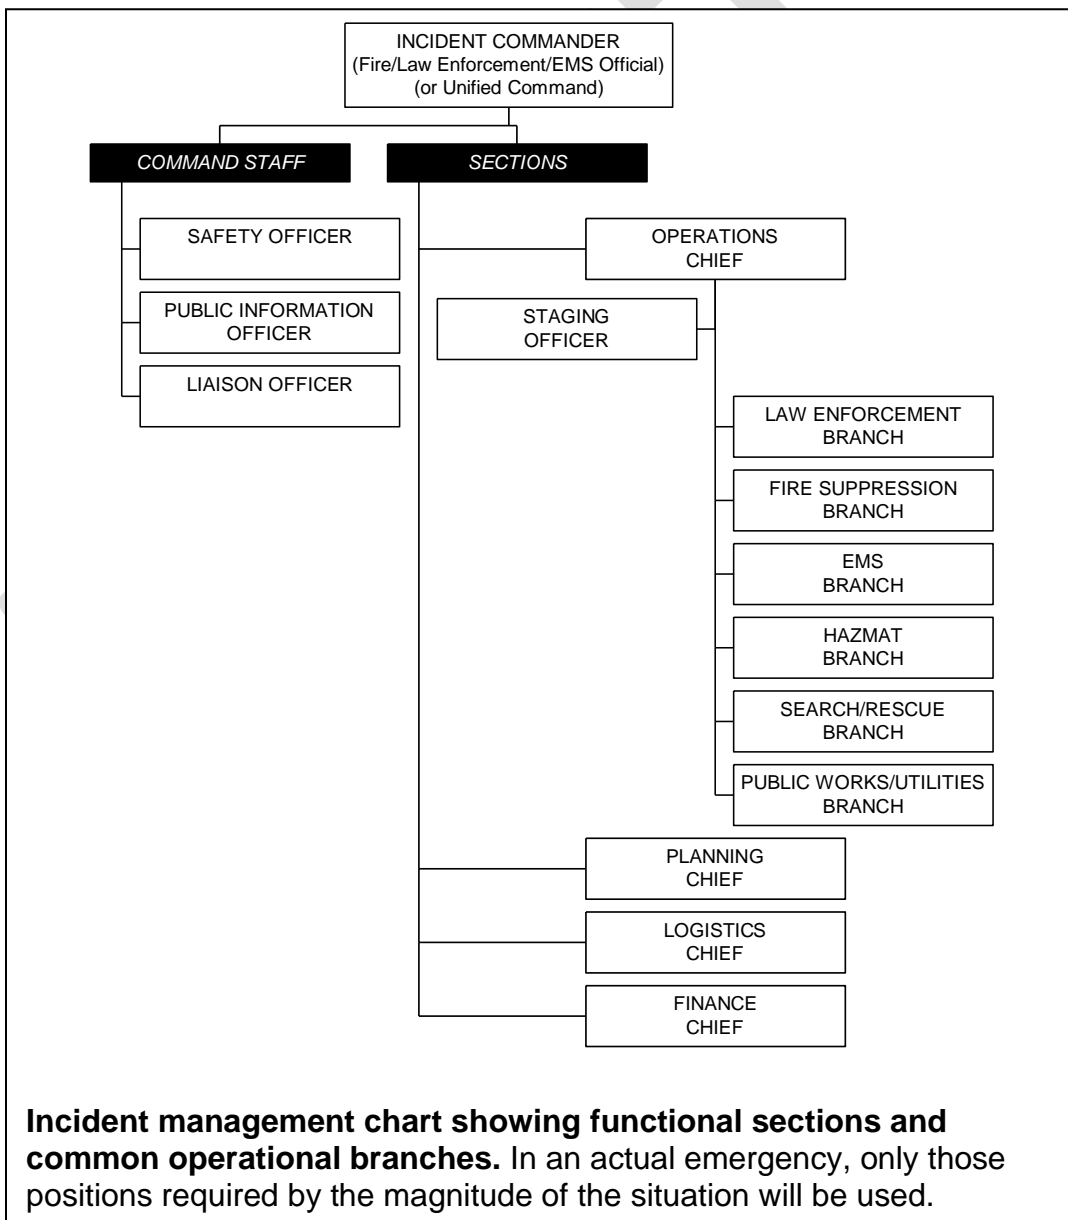 INCIDENT COMMANDER
(Fire/Law Enforcement/EMS Official)
(or Unified Command)
COMMAND STAFF
SECTIONS
SAFETY OFFICER
PUBLIC INFORMATION
OFFICER
LIAISON OFFICER
OPERATIONS
CHIEF
STAGING
OFFICER
LAW ENFORCEMENT
BRANCH
FIRE SUPPRESSION
BRANCH
EMS
BRANCH
HAZMAT
BRANCH
SEARCH/RESCUE
BRANCH
PUBLIC WORKS/UTILITIES
BRANCH
PLANNING
CHIEF
LOGISTICS
CHIEF
FINANCE
CHIEF
Incident management chart showing functional sections and
common operational branches. In an actual emergency, only those
positions required by the magnitude of the situation will be used.